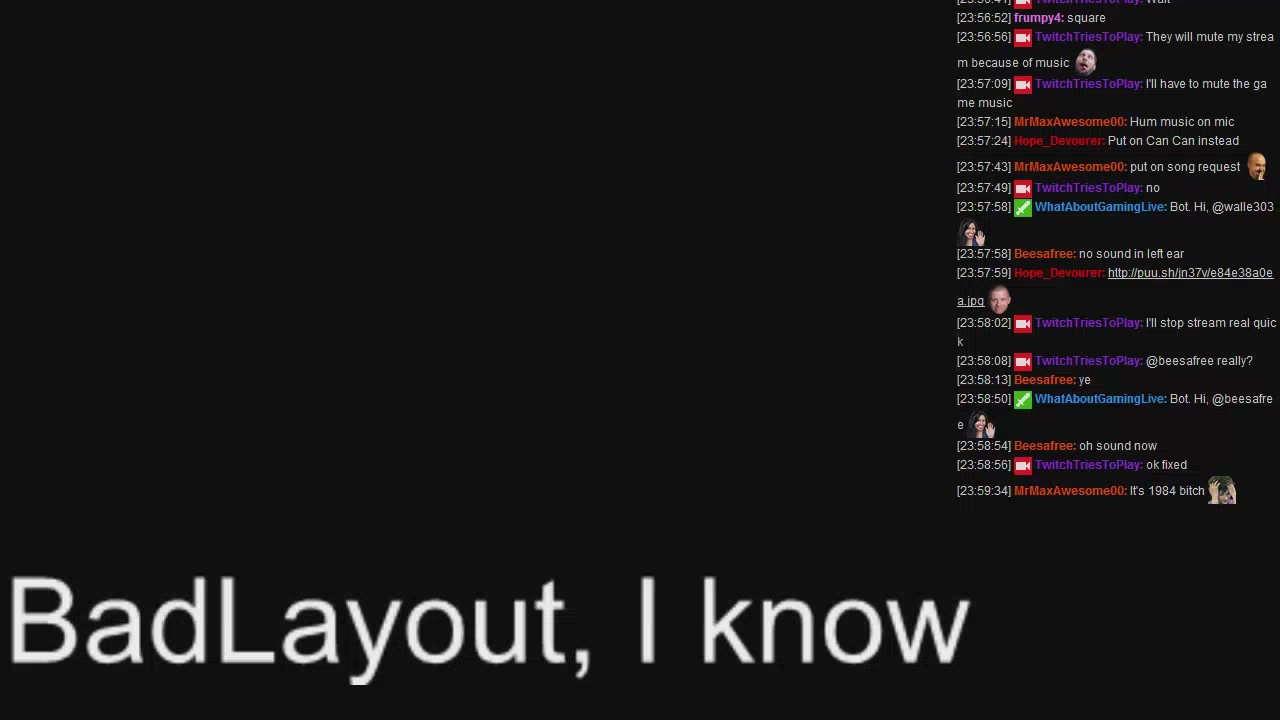 TwitchTriesToPlay: Wait
[23:56:52] frumpy4: square
[23:56:56] TwitchTriesToPlay: They will mute my strea
m because of music
[23:57:09] TwitchTriesToPlay: I'll have to mute the ga
me music
[23:57:15] MrMaxAwesome00: Hum music on mic
[23:57:24] Hope_Devourer: Put on Can Can instead
[23:57:43] MrMaxAwesome00: put on song request
[23:57:49] TwitchTriesToPlay: no
[23:57:58] WhatAboutGamingLive: Bot. Hi, @walle303
[23:57:58] Beesafree: no sound in left ear
[23:57:59] Hope_Devourer: http://puu.sh/jn37v/e84e38a0e
a.jpg
[23:58:02] TwitchTriesToPlay: I'll stop stream real quic
k
[23:58:08] TwitchTriesToPlay: @beesafree really?
[23:58:13] Beesafree: ye
[23:58:50] WhatAboutGamingLive: Bot. Hi, @beesafre
e
[23:58:54] Beesafree: oh sound now
[23:58:56] TwitchTriesToPlay: ok fixed
[23:59:34] MrMaxAwesome00: It's 1984 bitch
BadLayout, I know